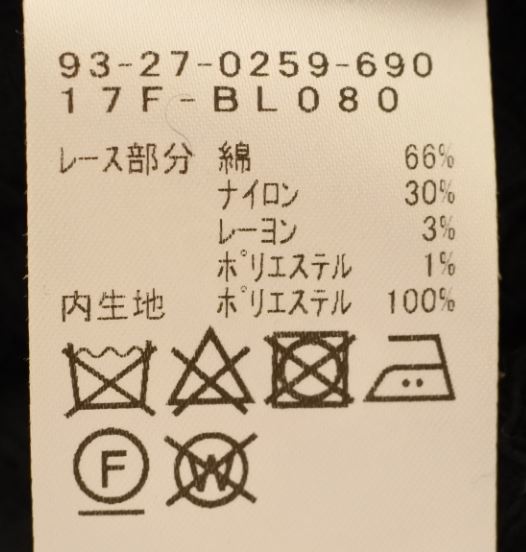 93-27-0259-690
17F-BL080
レース部分 綿 66%
ナイロン 30%
レーヨン 3%
ポリエステル 1%
内生地 ポリエステル 100%
F W